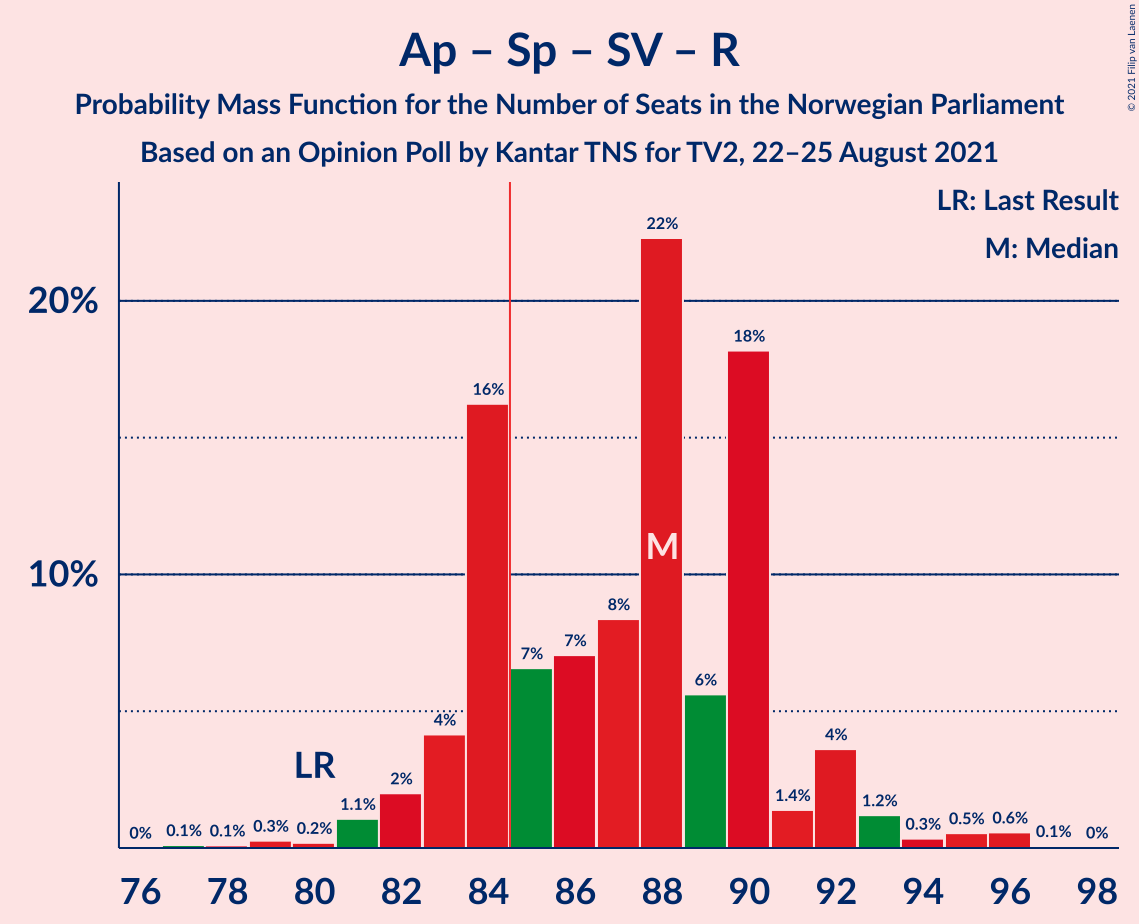 Ap – Sp – SV – R
Probability Mass Function for the Number of Seats in the Norwegian Parliament
Based on an Opinion Poll by Kantar TNS for TV2, 22–25 August 2021
© 2021 Filip van Laenen
LR: Last Result
M: Median
20%
10%
0%
0.1%
0.1%
0.3%
0.2%
1.1%
2%
4%
16%
7%
7%
8%
22%
6%
18%
1.4%
4%
1.2%
0.3%
0.5%
0.6%
0.1%
0%
LR
M
76 78 80 82 84 86 88 90 92 94 96 98